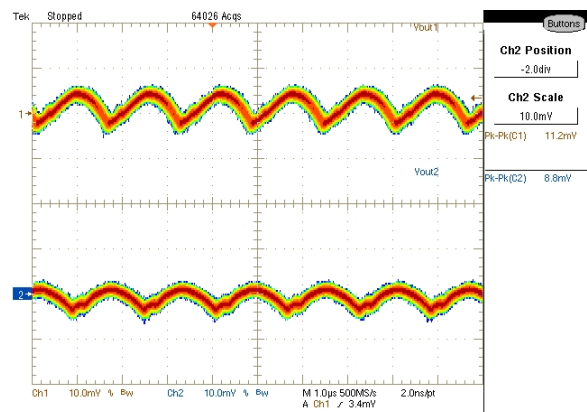 Tek Stopped 64026 Acqs
Buttons
Vout1
Ch2 Position
-2.0div
Ch2 Scale
10.0mV
1
Pk-Pk(C1) 11.2mV
Vout2
Pk-Pk(C2) 8.8mV
2
Ch1 10.0mV % Bw Ch2 10.0mV % Bw M 1.0µs 500MS/s 2.0ns/pt
A Ch1 / 3.4mV